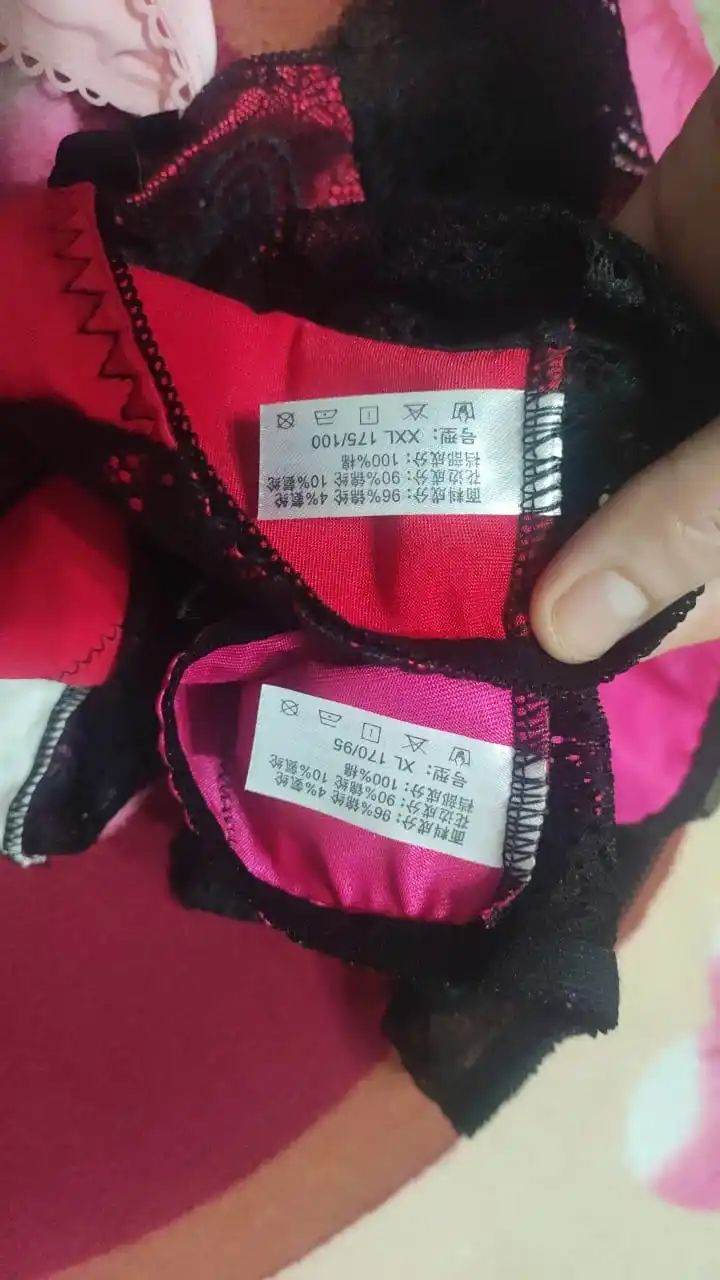 面料成分：96%锦纶 4%氨纶
花边成分：90%锦纶 10%氨纶
裆部成分：100%棉
号型：XXL 175/100
面料成分：96%锦纶 4%氨纶
花边成分：90%锦纶 10%氨纶
裆部成分：100%棉
号型：XL 170/95